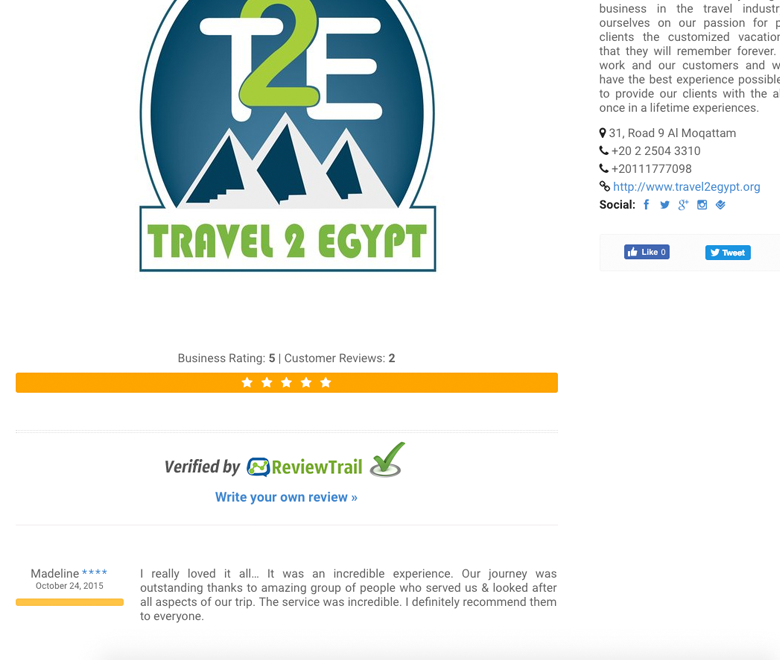 T2E
TRAVEL 2 EGYPT
Business Rating: 5 | Customer Reviews: 2
Verified by ReviewTrail
Write your own review »
Madeline ****
October 24, 2015
I really loved it all... It was an incredible experience. Our journey was
outstanding thanks to amazing group of people who served us & looked after
all aspects of our trip. The service was incredible. I definitely recommend them
to everyone.
business in the travel industr
ourselves on our passion for p
clients the customized vacation
that they will remember forever.
work and our customers and w
have the best experience possible
to provide our clients with the a
once in a lifetime experiences.
31, Road 9 Al Moqattam
+20 2 2504 3310
+20111777098
http://www.travel2egypt.org
Social:
Like 0
Tweet